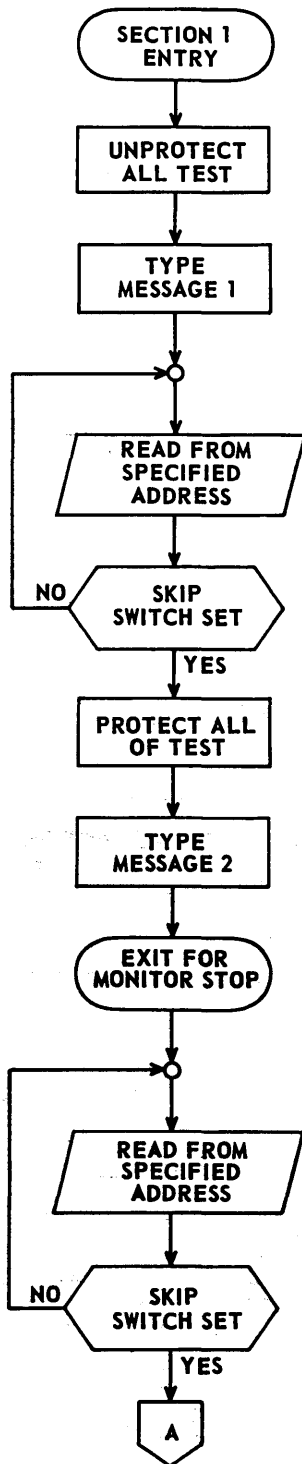 SECTION 1
ENTRY
UNPROTECT
ALL TEST
TYPE
MESSAGE 1
READ FROM
SPECIFIED
ADDRESS
NO
SKIP
SWITCH SET
YES
PROTECT ALL
OF TEST
TYPE
MESSAGE 2
EXIT FOR
MONITOR STOP
READ FROM
SPECIFIED
ADDRESS
NO
SKIP
SWITCH SET
YES
A